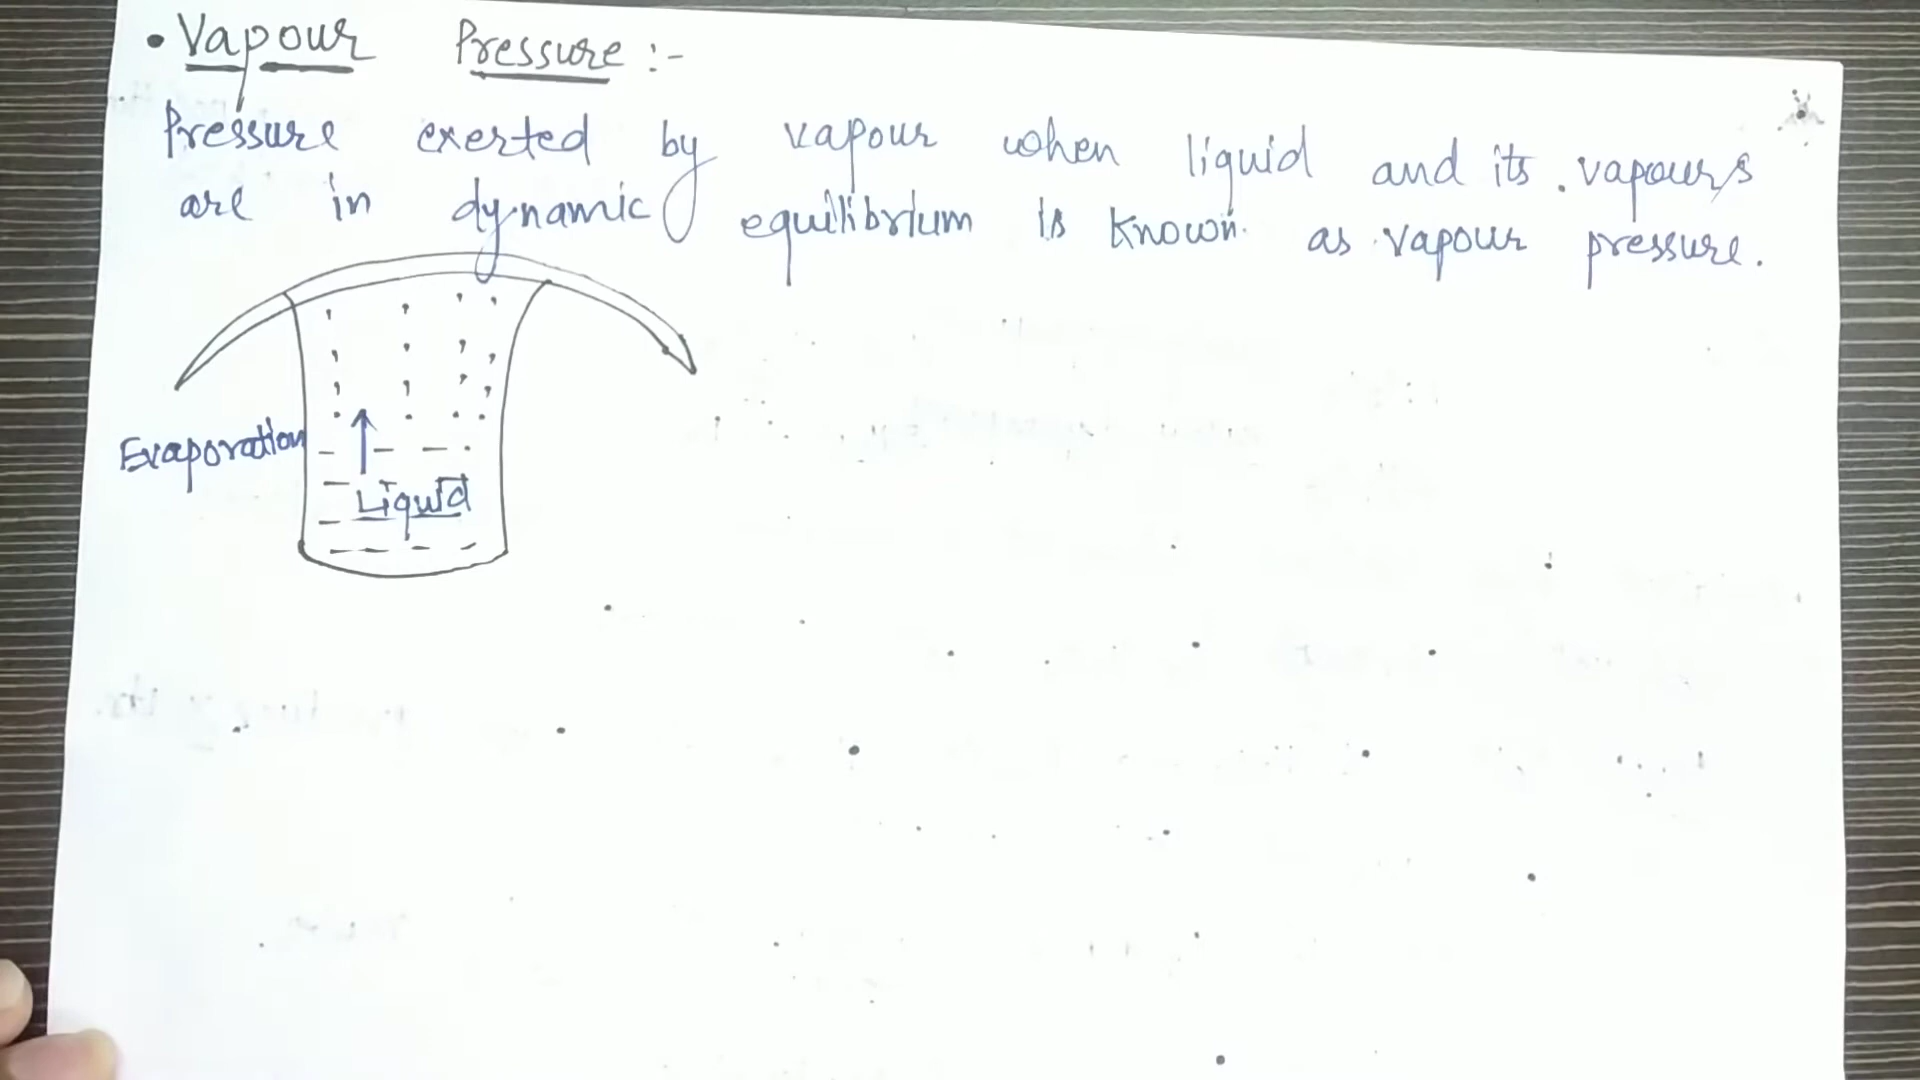 • Vapour Pressure :-
Pressure exerted by vapour when liquid and its vapours
are in dynamic equilibrium is known as vapour pressure.
Evaporation
Liquid